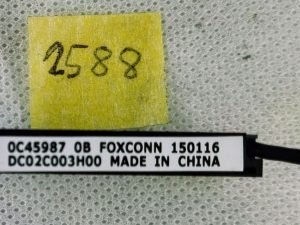 2588
0C45987 0B FOXCONN 150116
DC02C003H00 MADE IN CHINA